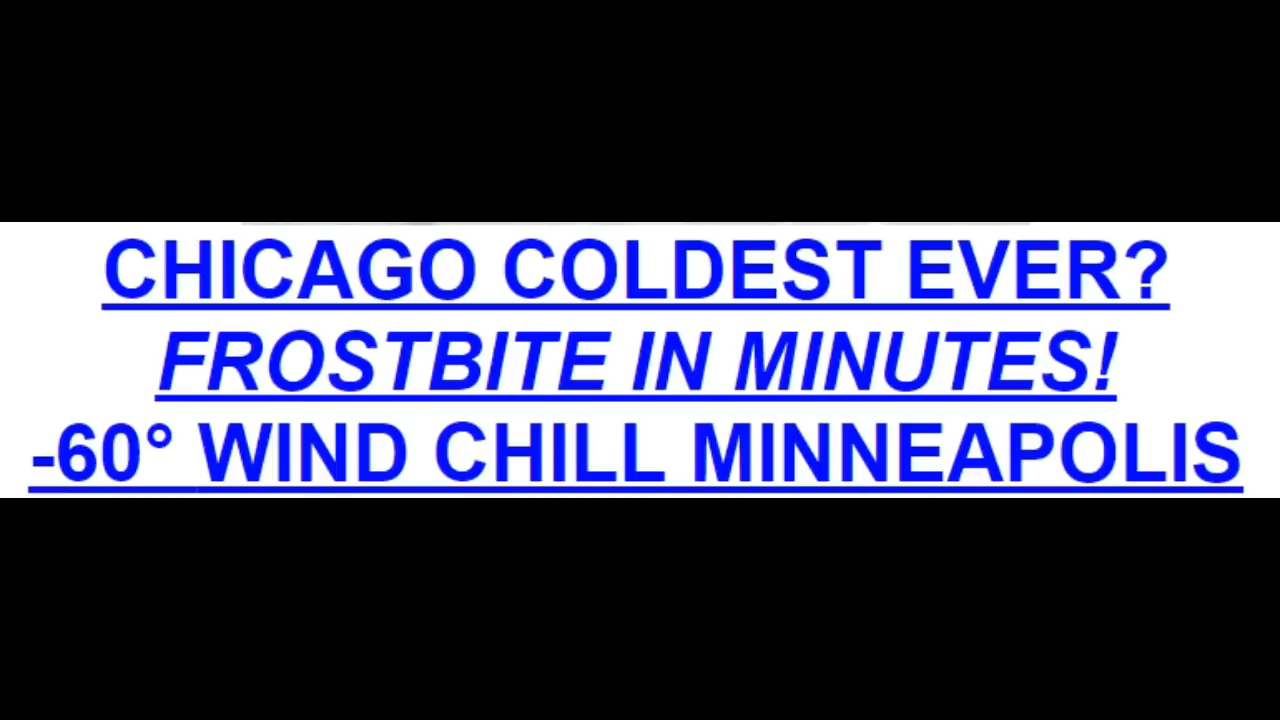 CHICAGO COLDEST EVER?
FROSTBITE IN MINUTES!
-60° WIND CHILL MINNEAPOLIS